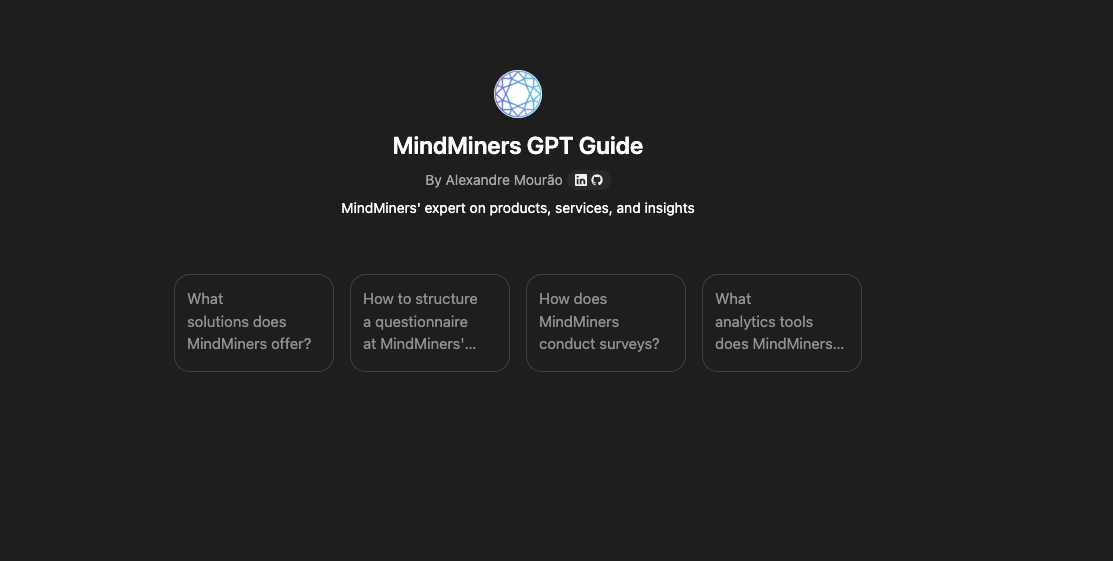 MindMiners GPT Guide
By Alexandre Mourão
MindMiners' expert on products, services, and insights
What
solutions does
MindMiners offer?
How to structure
a questionnaire
at MindMiners'...
How does
MindMiners
conduct surveys?
What
analytics tools
does MindMiners...